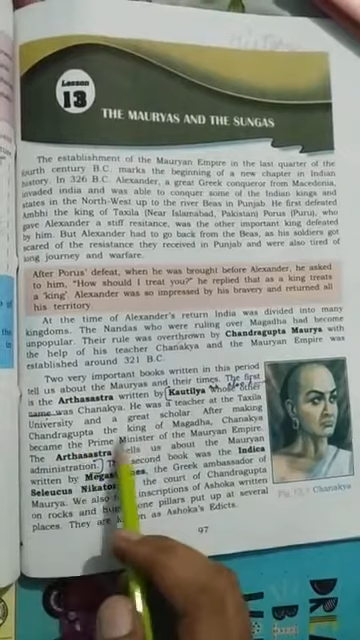 Lesson
13
THE MAURYAS AND THE SUNGAS
The establishment of the Mauryan Empire in the last quarter of the
fourth century B.C. marks the beginning of a new chapter in Indian
history. In 326 B.C. Alexander, a great Greek conqueror from Macedonia,
invaded India and was able to conquer some of the Indian kings and
states in the North-West up to the river Beas in Punjab. He first defeated
Ambhi the king of Taxila (Near Islamabad, Pakistan) Porus (Puru), who
gave Alexander a stiff resitance, was the other important king defeated
by him. But Alexander had to go back from the Beas, as his soldiers got
scared of the resistance they received in Punjab and were also tired of
long journey and warfare.
After Porus' defeat, when he was brought before Alexander, he asked
to him, "How should I treat you?" he replied that as a king treats
a 'king'. Alexander was so impressed by his bravery and returned all
his territory.
At the time of Alexander's return India was divided into many
kingdoms. The Nandas who were ruling over Magadha had become
unpopular. Their rule was overthrown by Chandragupta Maurya with
the help of his teacher Chanakya and the Mauryan Empire was
established around 321 B.C.
Two very important books written in this period
tell us about the Mauryas and their times. The first
is the Arthasastra written by Kautilya whose other
name was Chanakya. He was a teacher at the Taxila
University and a great scholar. After making
Chandragupta the king of Magadha, Chanakya
became the Prime Minister of the Mauryan Empire.
The Arthasastra tells us about the Mauryan
administration. The second book was the Indica
written by the Greek ambassador of
Seleucus Nikator the court of Chandragupta
Maurya. We also inscriptions of Ashoka written
on rocks and pillars put up at several
places. They are as Ashoka's Edicts.
Chanakya
97